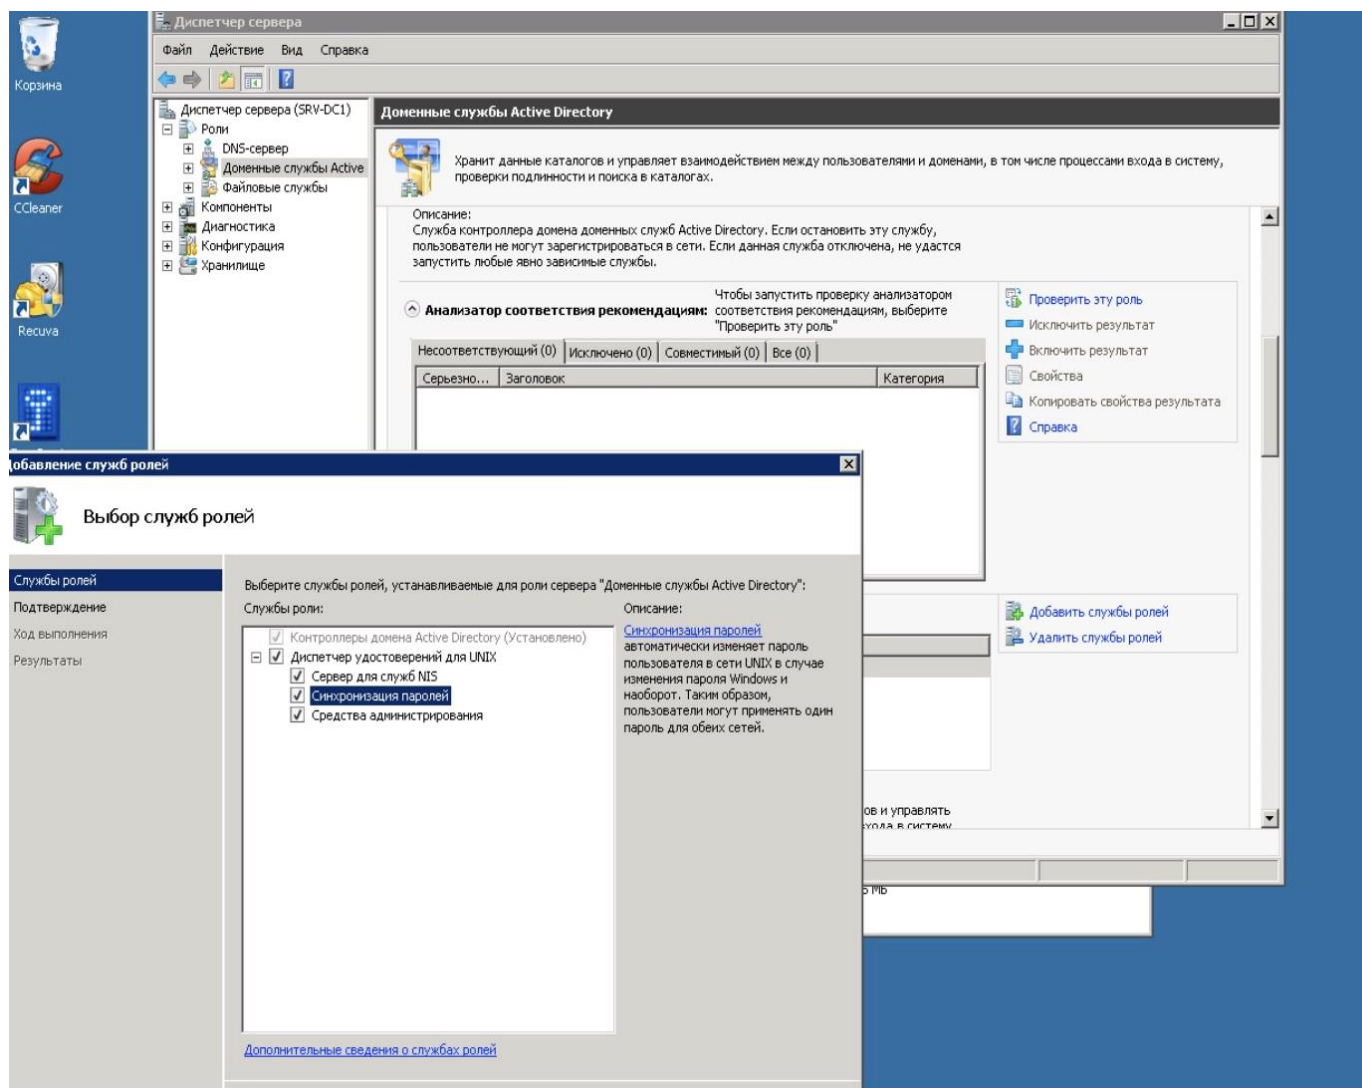 Корзина
CCleaner
Recuva
Диспетчер сервера
Файл Действие Вид Справка
Диспетчер сервера (SRV-DC1)
Роли
DNS-сервер
Доменные службы Active
Файловые службы
Компоненты
Диагностика
Конфигурация
Хранилище
Доменные службы Active Directory
Хранит данные каталогов и управляет взаимодействием между пользователями и доменами, в том числе процессами входа в систему,
проверки подлинности и поиска в каталогах.
Описание:
Служба контроллера домена доменных служб Active Directory. Если остановить эту службу,
пользователи не могут зарегистрироваться в сети. Если данная служба отключена, не удастся
запустить любые явно зависимые службы.
Анализатор соответствия рекомендациям:
Чтобы запустить проверку анализатором
соответствия рекомендациям, выберите
"Проверить эту роль"
Несоответствующий (0) Исключено (0) Совместимый (0) Все (0)
Серьезно... Заголовок Категория
Проверить эту роль
Исключить результат
Включить результат
Свойства
Копировать свойства результата
Справка
Добавить службы ролей
Удалить службы ролей
ов и управлять
входа в систему
МБ
обавление служб ролей
Выбор служб ролей
Службы ролей
Подтверждение
Ход выполнения
Результаты
Выберите службы ролей, устанавливаемые для роли сервера "Доменные службы Active Directory":
Службы роли:
Контроллеры домена Active Directory (Установлено)
Диспетчер удостоверений для UNIX
Сервер для служб NIS
Синхронизация паролей
Средства администрирования
Описание:
Синхронизация паролей
автоматически изменяет пароль
пользователя в сети UNIX в случае
изменения пароля Windows и
наоборот. Таким образом,
пользователи могут применять один
пароль для обеих сетей.
Дополнительные сведения о службах ролей